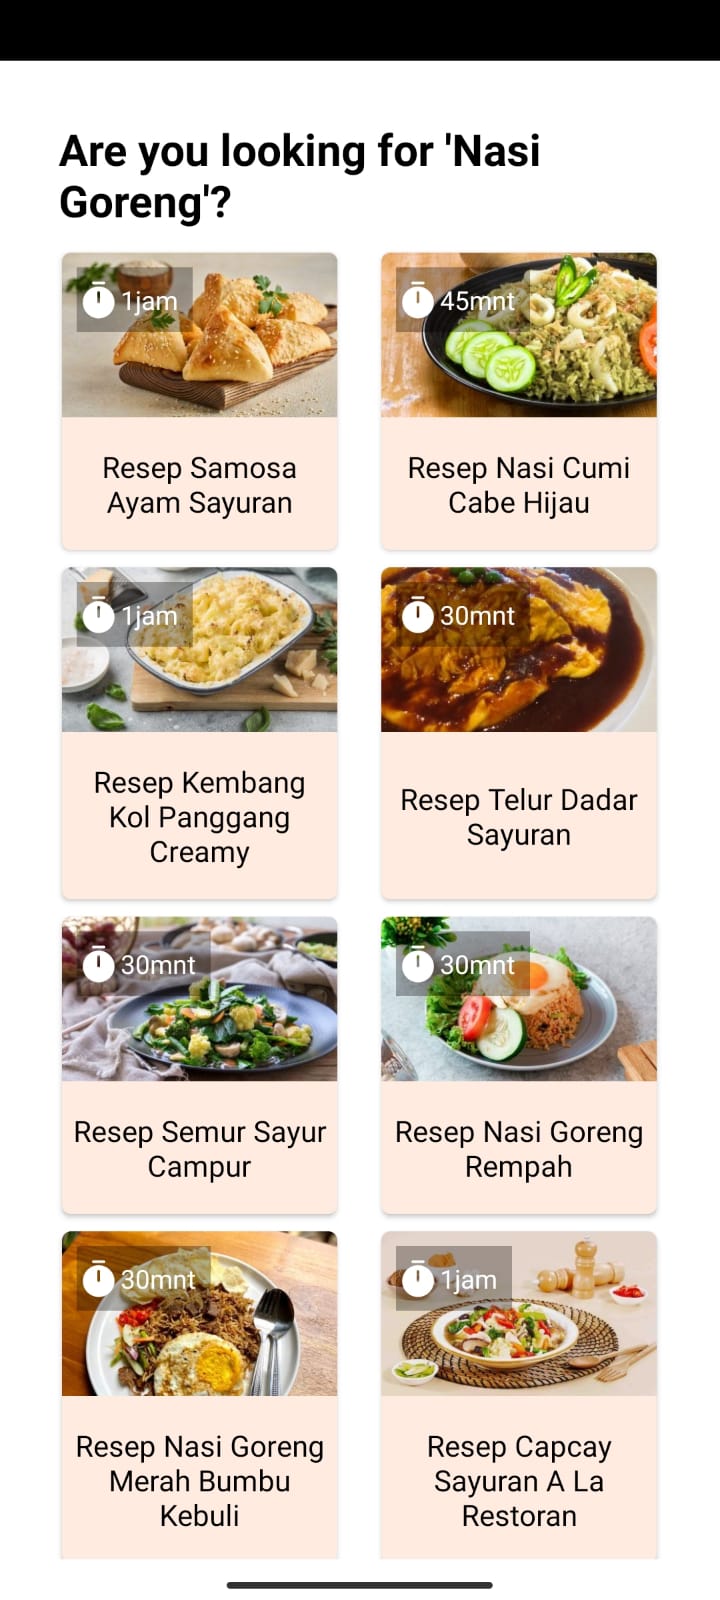 Are you looking for 'Nasi
Goreng'?
1jam
45mnt
Resep Samosa
Ayam Sayuran
Resep Nasi Cumi
Cabe Hijau
1jam
30mnt
Resep Kembang
Kol Panggang
Creamy
Resep Telur Dadar
Sayuran
30mnt
30mnt
Resep Semur Sayur
Campur
Resep Nasi Goreng
Rempah
30mnt
1jam
Resep Nasi Goreng
Merah Bumbu
Kebuli
Resep Capcay
Sayuran A La
Restoran